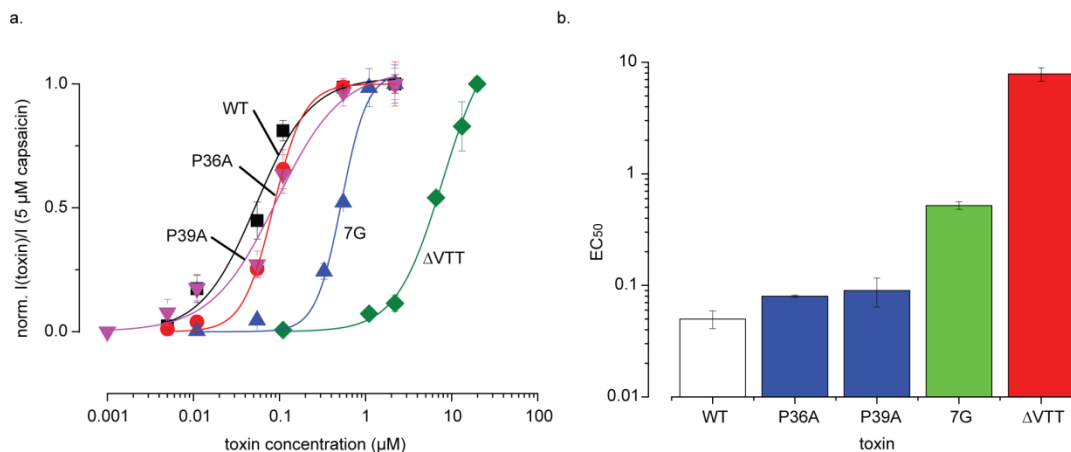 a.
norm. I(toxin)/I (5 µM capsaicin)
1.0
0.5
0.0
WT
P36A
P39A
7G
ΔVTT
0.001
0.01
0.1
1
10
100
toxin concentration (µM)
b.
EC50
10
1
0.1
0.01
WT
P36A
P39A
7G
ΔVTT
toxin